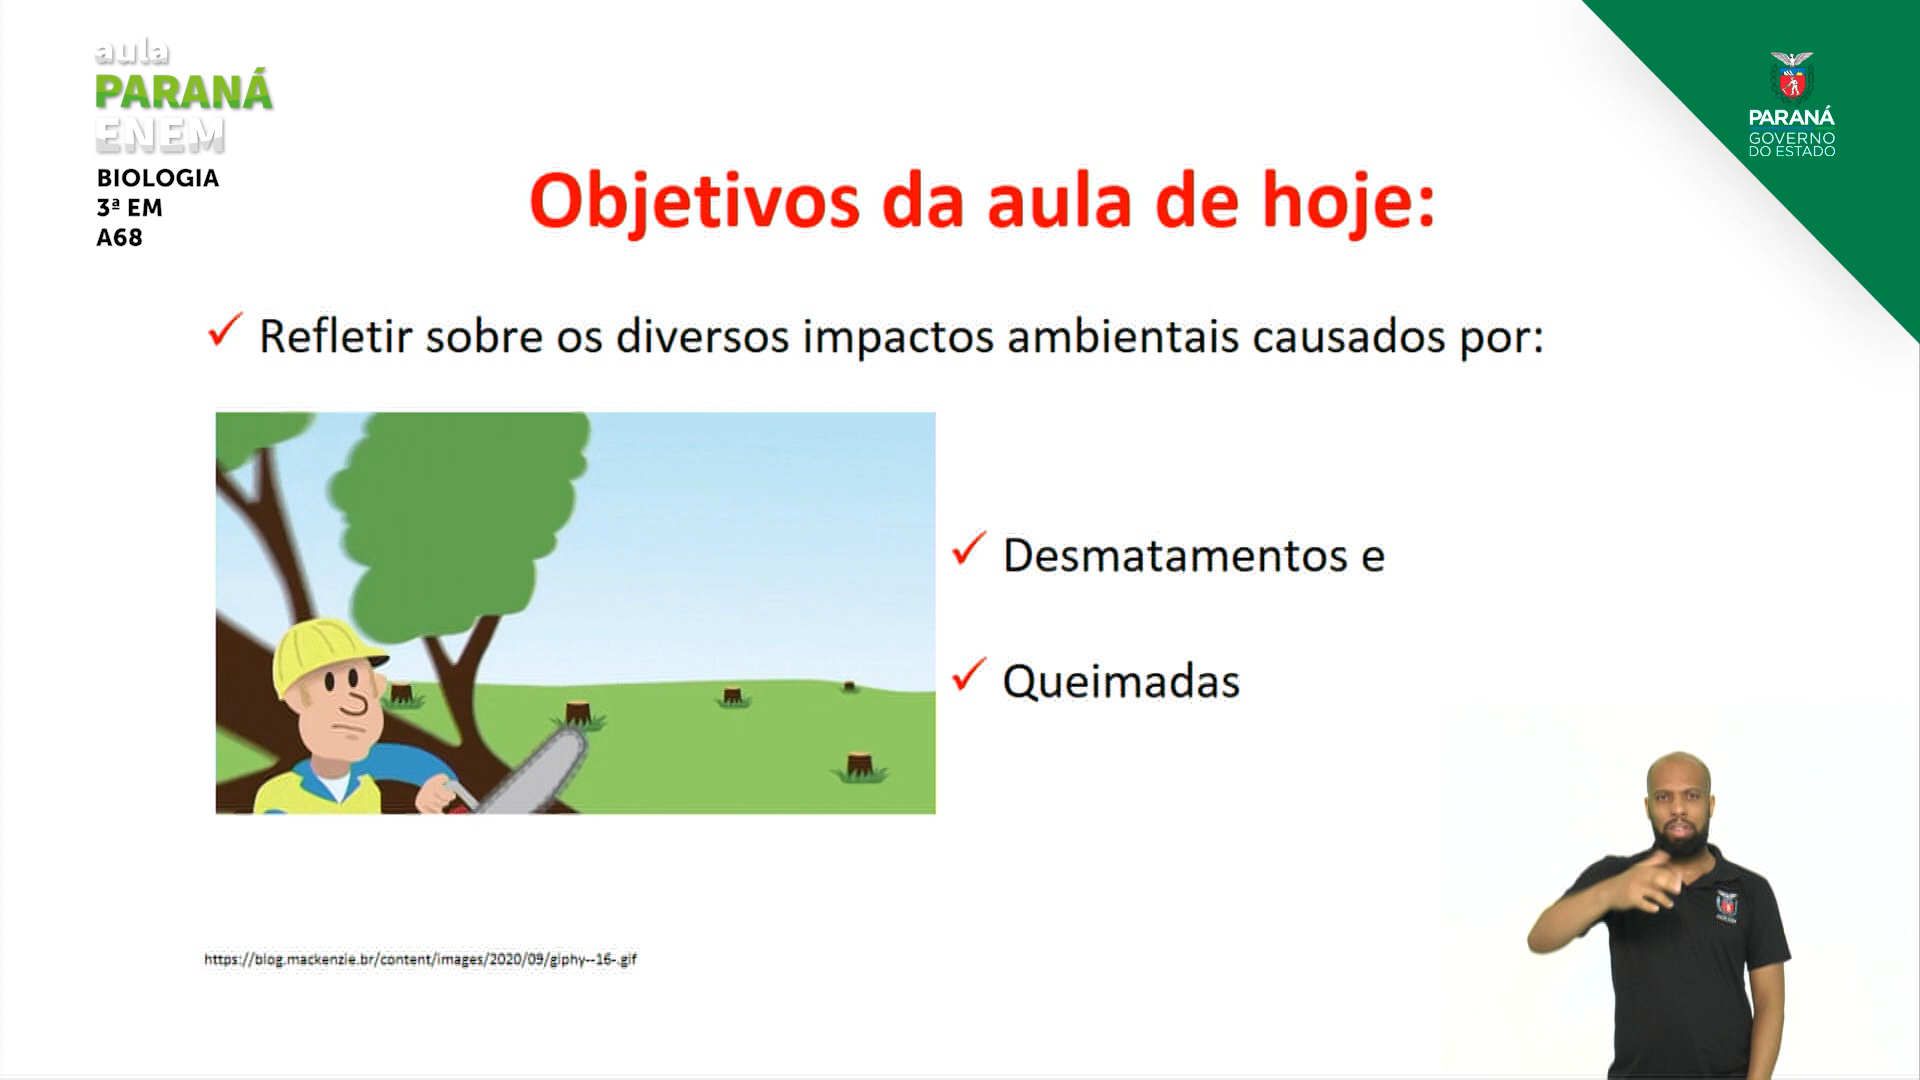 aula
PARANÁ
ENEM
BIOLOGIA
3ª EM
A68
PARANÁ
GOVERNO
DO ESTADO
Objetivos da aula de hoje:
✓ Refletir sobre os diversos impactos ambientais causados por:
✓ Desmatamentos e
✓ Queimadas
https://blog.mackenzie.br/content/images/2020/09/giphy--16-.gif